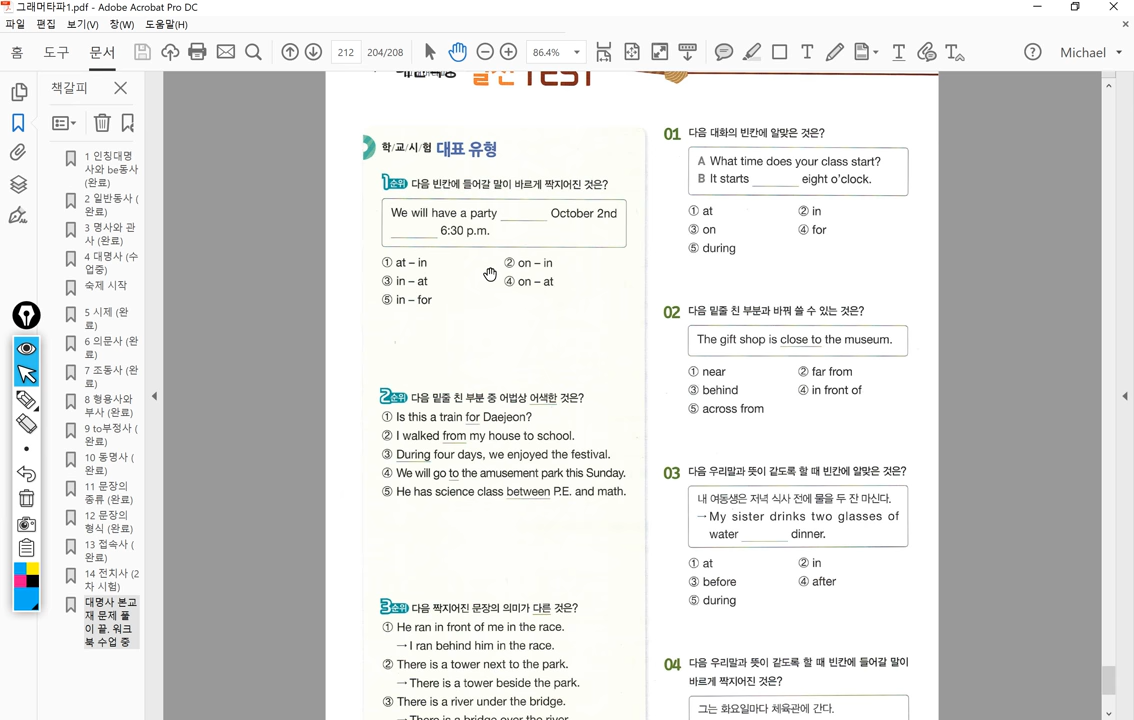 그래머타파1.pdf - Adobe Acrobat Pro DC
파일 편집 보기(V) 창(W) 도움말(H)
홈 도구 문서 212 204/208 86.4% Michael
책갈피
1 인칭대명
사와 be동사
(완료)
2 일반동사 (
완료)
3 명사와 관
사 (완료)
4 대명사 (수
업중)
숙제 시작
5 시제 (완
료)
6 의문사 (완
료)
7 조동사 (완
료)
8 형용사와
부사 (완료)
9 to부정사 (
완료)
10 동명사 (
완료)
11 문장의
종류 (완료)
12 문장의
형식 (완료)
13 접속사 (
완료)
14 전치사 (2
차 시험)
대명사 본교
재 문제 풀
이 끝. 워크
북 수업 중
TEST
학/교/시/험 대표 유형
1순위 다음 빈칸에 들어갈 말이 바르게 짝지어진 것은?
We will have a party ______ October 2nd
______ 6:30 p.m.
① at – in ② on – in
③ in – at ④ on – at
⑤ in – for
2순위 다음 밑줄 친 부분 중 어법상 어색한 것은?
① Is this a train for Daejeon?
② I walked from my house to school.
③ During four days, we enjoyed the festival.
④ We will go to the amusement park this Sunday.
⑤ He has science class between P.E. and math.
3순위 다음 짝지어진 문장의 의미가 다른 것은?
① He ran in front of me in the race.
→ I ran behind him in the race.
② There is a tower next to the park.
→ There is a tower beside the park.
③ There is a river under the bridge.
→ There is a bridge over the river.
01 다음 대화의 빈칸에 알맞은 것은?
A What time does your class start?
B It starts ______ eight o'clock.
① at ② in
③ on ④ for
⑤ during
02 다음 밑줄 친 부분과 바꿔 쓸 수 있는 것은?
The gift shop is close to the museum.
① near ② far from
③ behind ④ in front of
⑤ across from
03 다음 우리말과 뜻이 같도록 할 때 빈칸에 알맞은 것은?
내 여동생은 저녁 식사 전에 물을 두 잔 마신다.
→ My sister drinks two glasses of
water ______ dinner.
① at ② in
③ before ④ after
⑤ during
04 다음 우리말과 뜻이 같도록 할 때 빈칸에 들어갈 말이
바르게 짝지어진 것은?
그는 화요일마다 체육관에 간다.